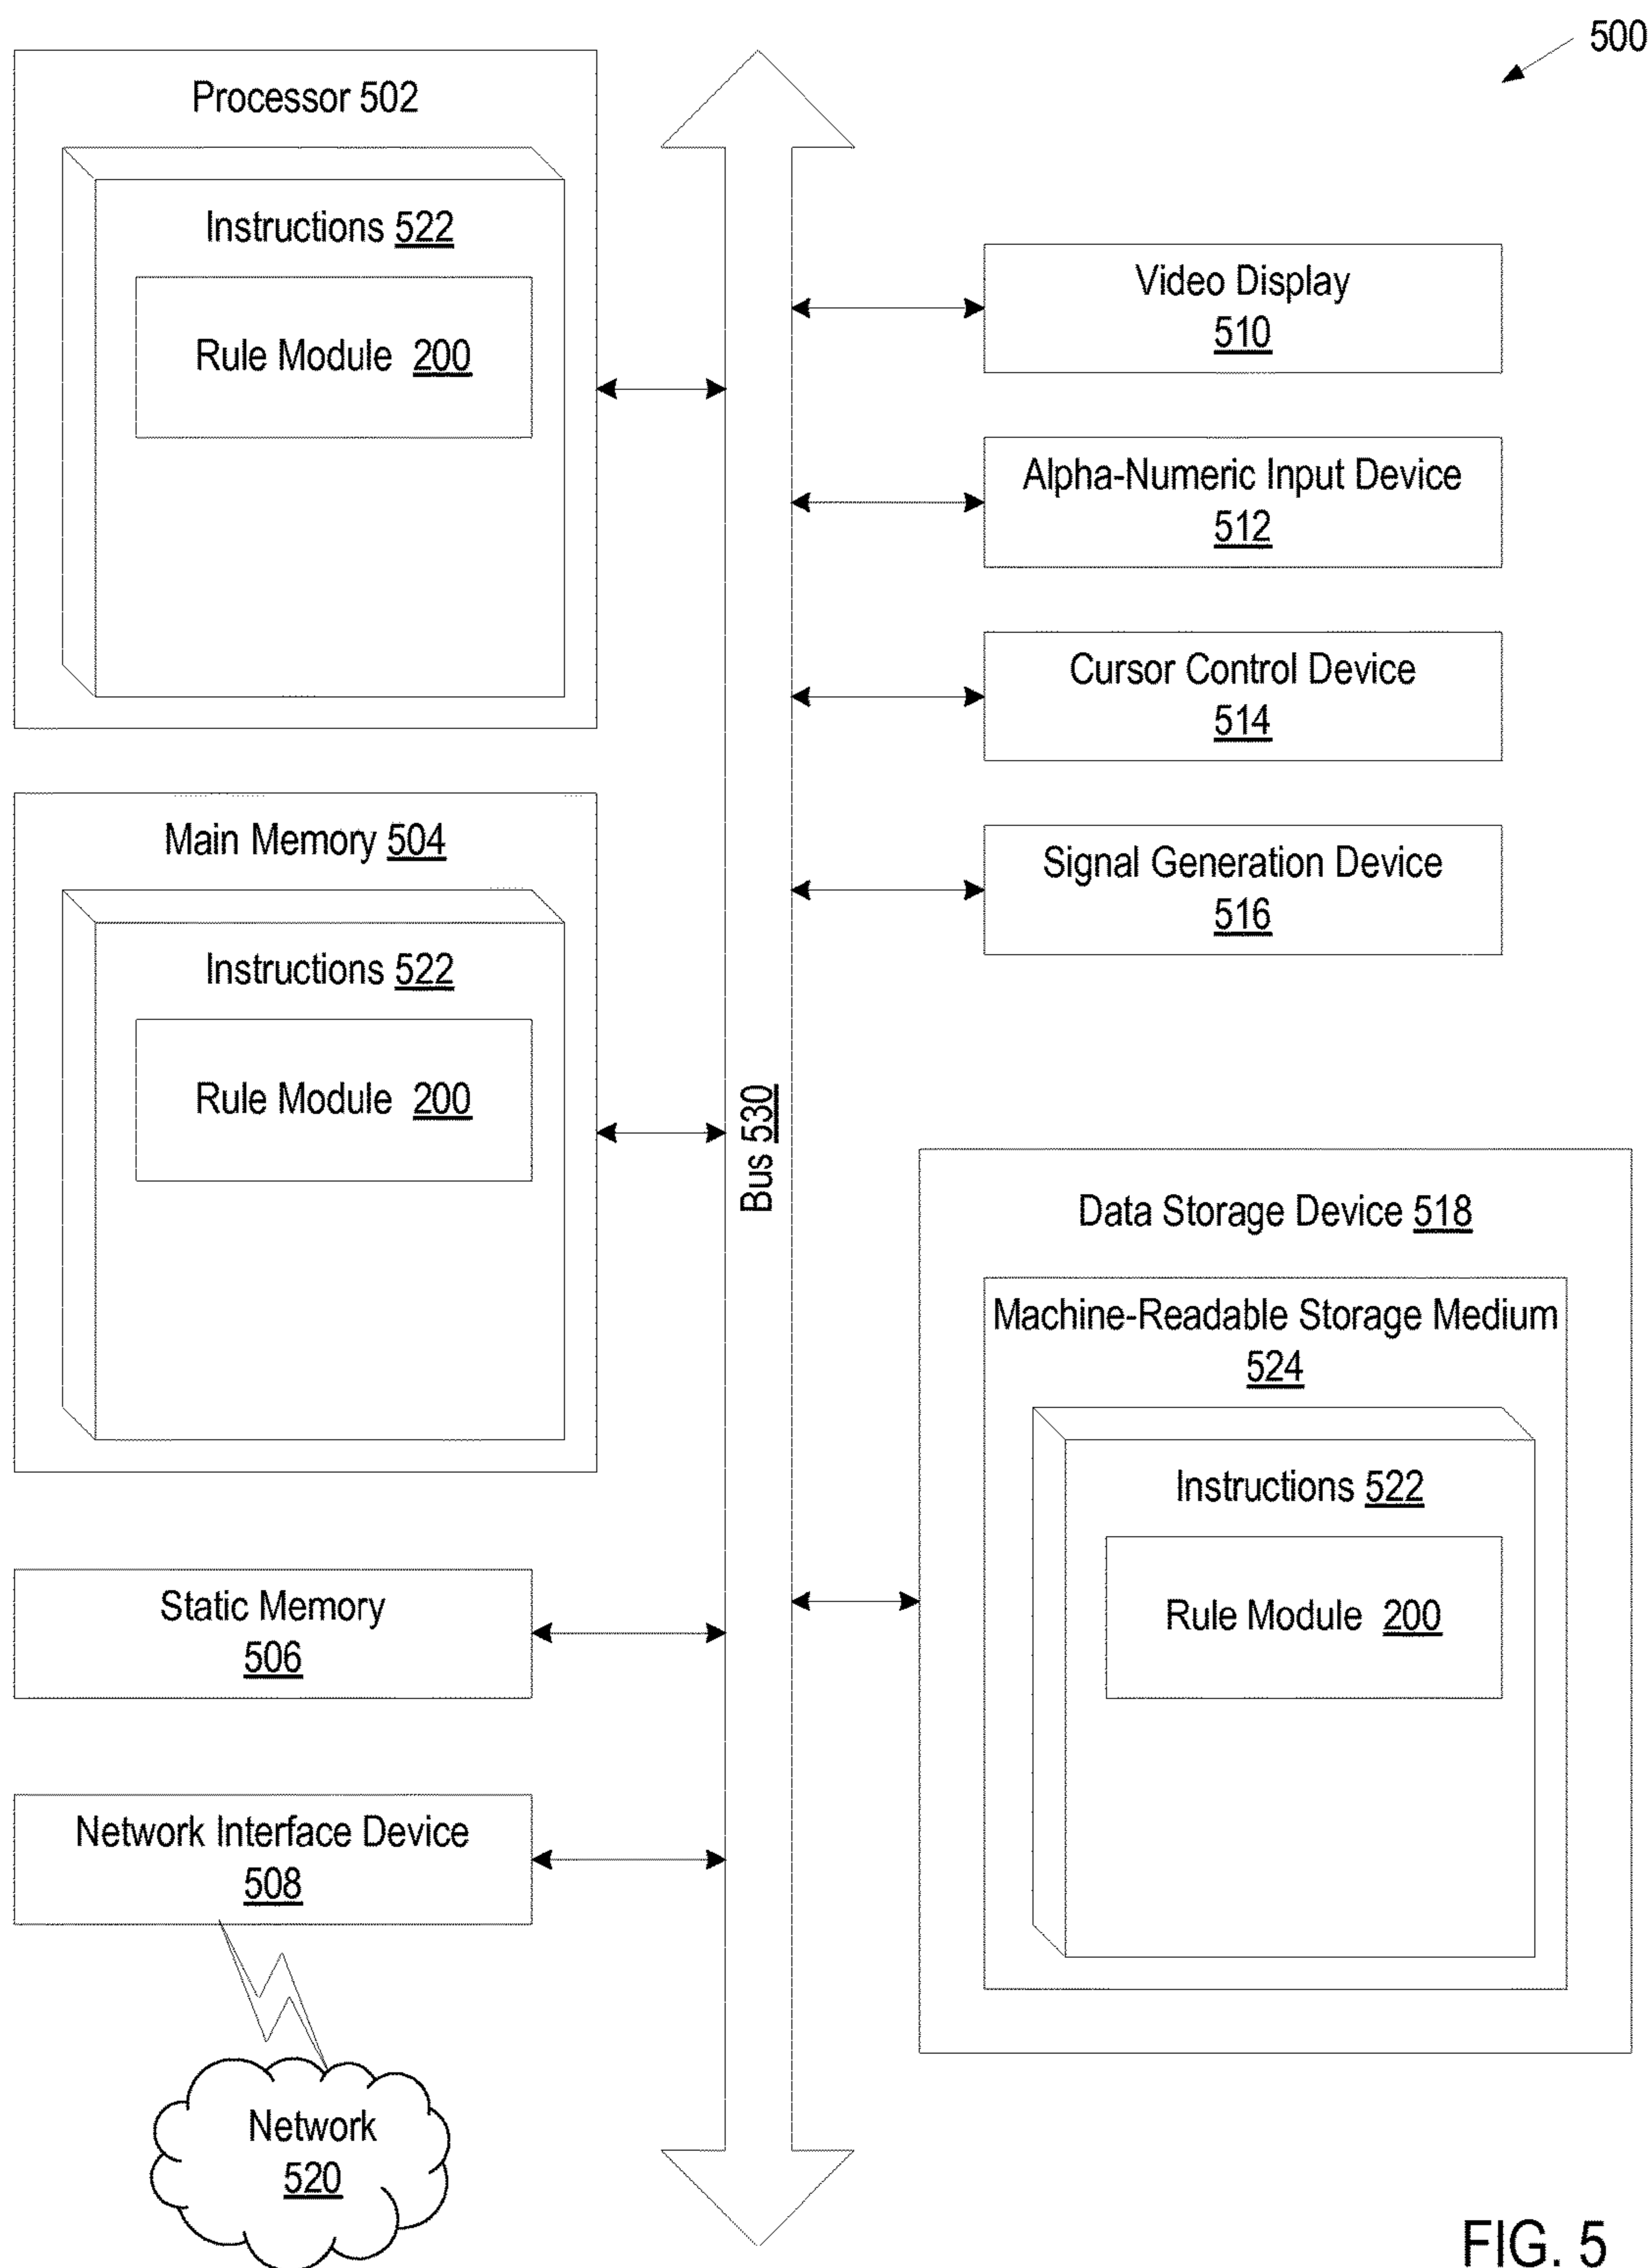 500
Processor 502
Instructions 522
Rule Module 200
Main Memory 504
Instructions 522
Rule Module 200
Static Memory
506
Network Interface Device
508
Network
520
Bus 530
Video Display
510
Alpha-Numeric Input Device
512
Cursor Control Device
514
Signal Generation Device
516
Data Storage Device 518
Machine-Readable Storage Medium
524
Instructions 522
Rule Module 200
FIG. 5